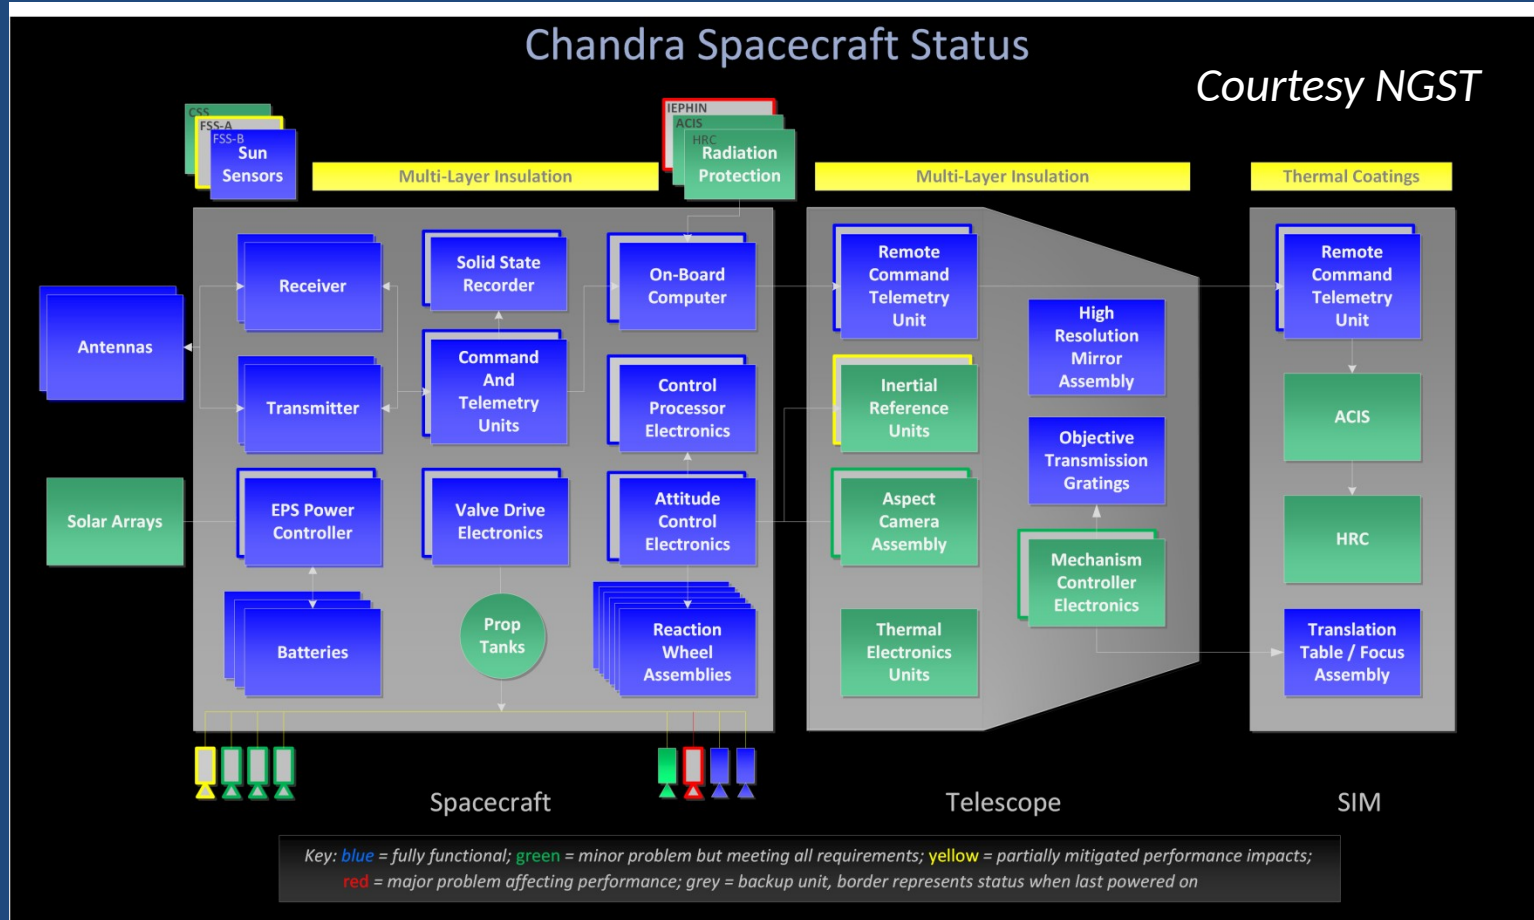 Chandra Spacecraft Status
Courtesy NGST
CSS
FSS-A
FSS-B
Sun
Sensors
Multi-Layer Insulation
IEPHIN
ACIS
HRC
Radiation
Protection
Multi-Layer Insulation
Thermal Coatings
Antennas
Receiver
Solid State
Recorder
On-Board
Computer
Transmitter
Command
And
Telemetry
Units
Control
Processor
Electronics
Solar Arrays
EPS Power
Controller
Valve Drive
Electronics
Attitude
Control
Electronics
Batteries
Prop
Tanks
Reaction
Wheel
Assemblies
Remote
Command
Telemetry
Unit
High
Resolution
Mirror
Assembly
Inertial
Reference
Units
Objective
Transmission
Gratings
Aspect
Camera
Assembly
Mechanism
Controller
Electronics
Thermal
Electronics
Units
Remote
Command
Telemetry
Unit
ACIS
HRC
Translation
Table / Focus
Assembly
Spacecraft
Telescope
SIM
Key: blue = fully functional; green = minor problem but meeting all requirements; yellow = partially mitigated performance impacts;
red = major problem affecting performance; grey = backup unit, border represents status when last powered on